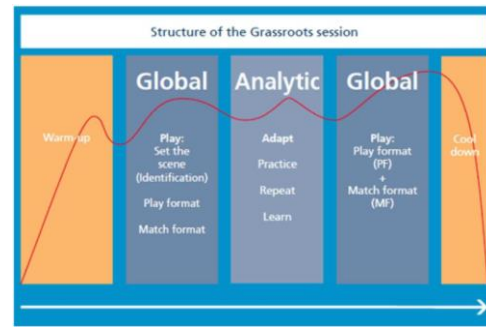 Structure of the Grassroots session
Warm-up
Global
Play:
Set the
scene
(Identification)
Play format
Match format
Analytic
Adapt
Practice
Repeat
Learn
Global
Play:
Play format
(PF)
+
Match format
(MF)
Cool
down